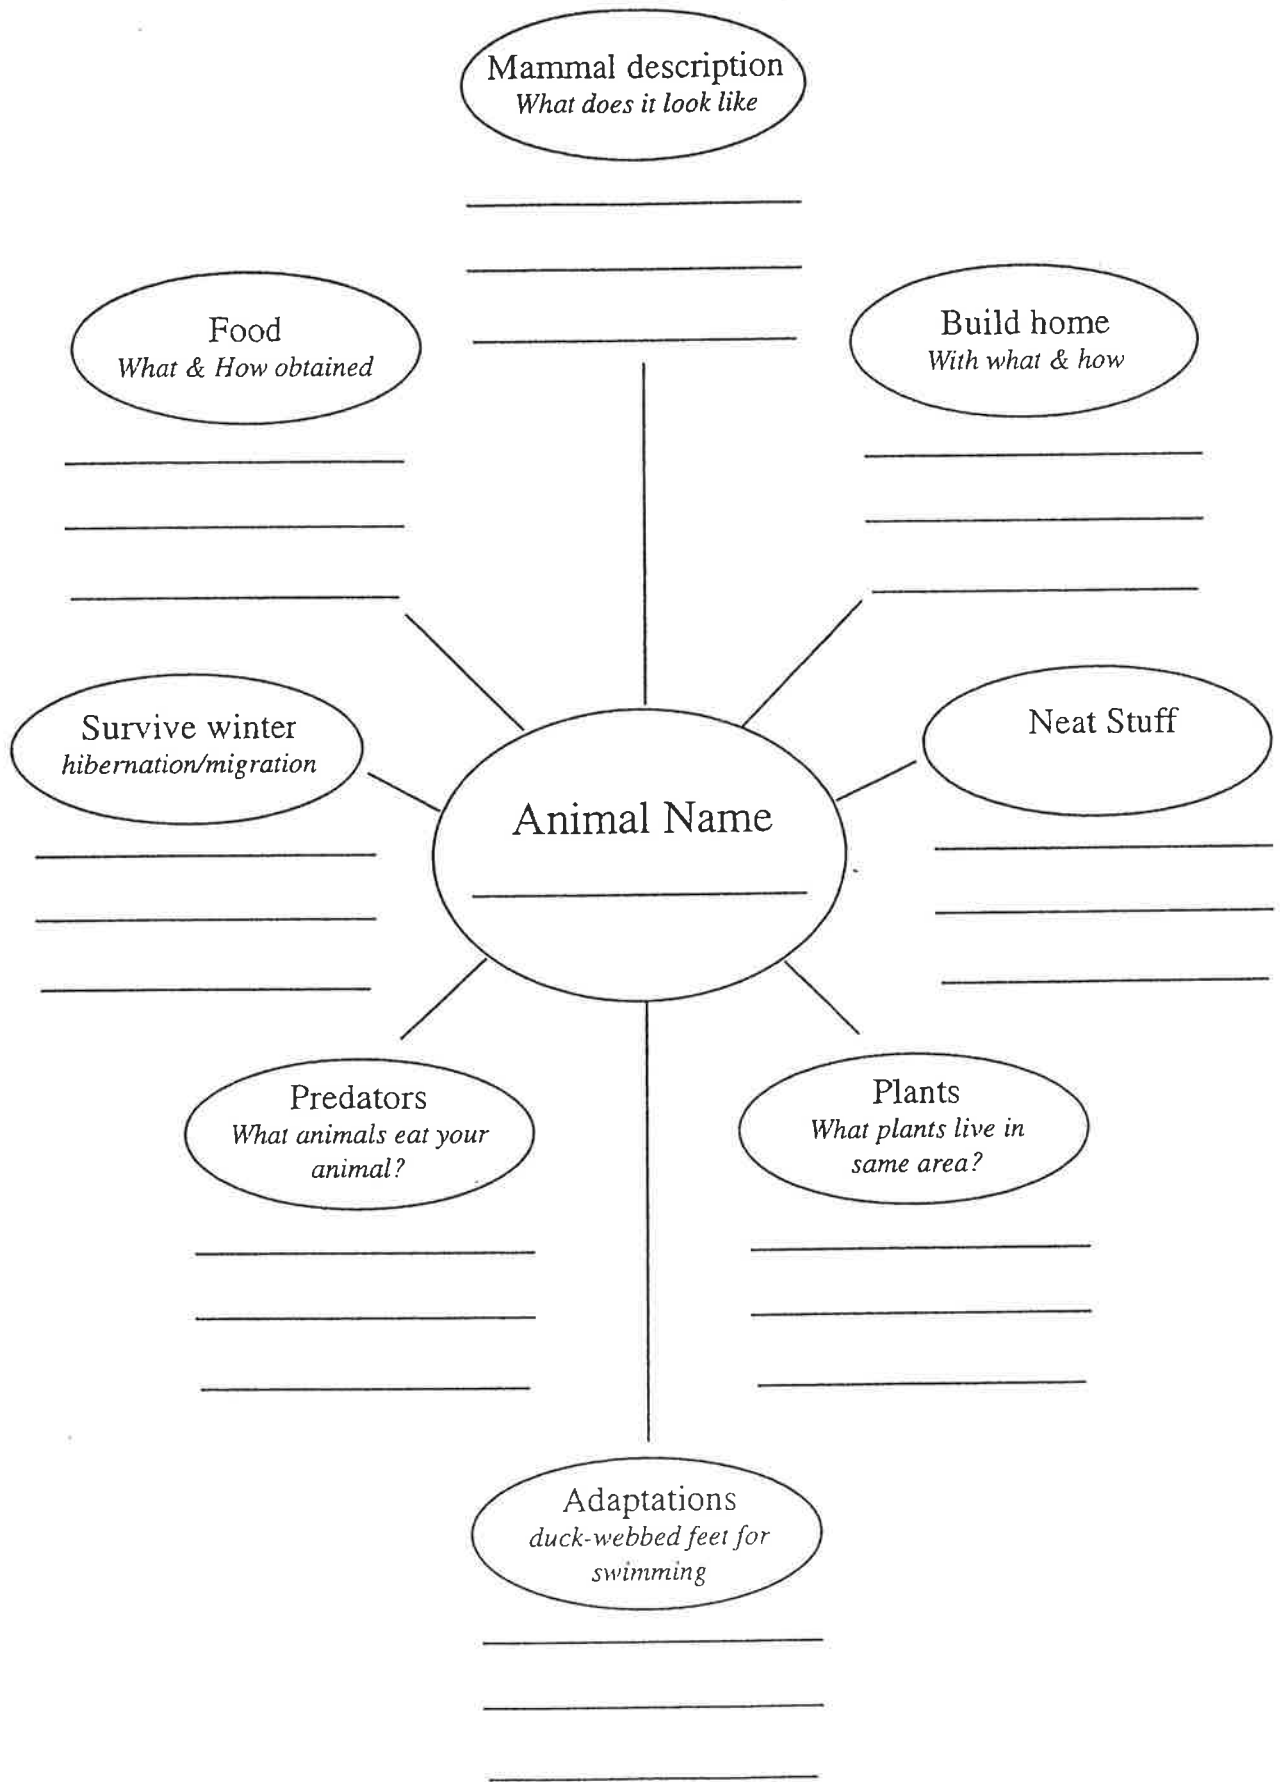 Mammal description
What does it look like
Food
What & How obtained
Build home
With what & how
Survive winter
hibernation/migration
Neat Stuff
Animal Name
Predators
What animals eat your
animal?
Plants
What plants live in
same area?
Adaptations
duck-webbed feet for
swimming